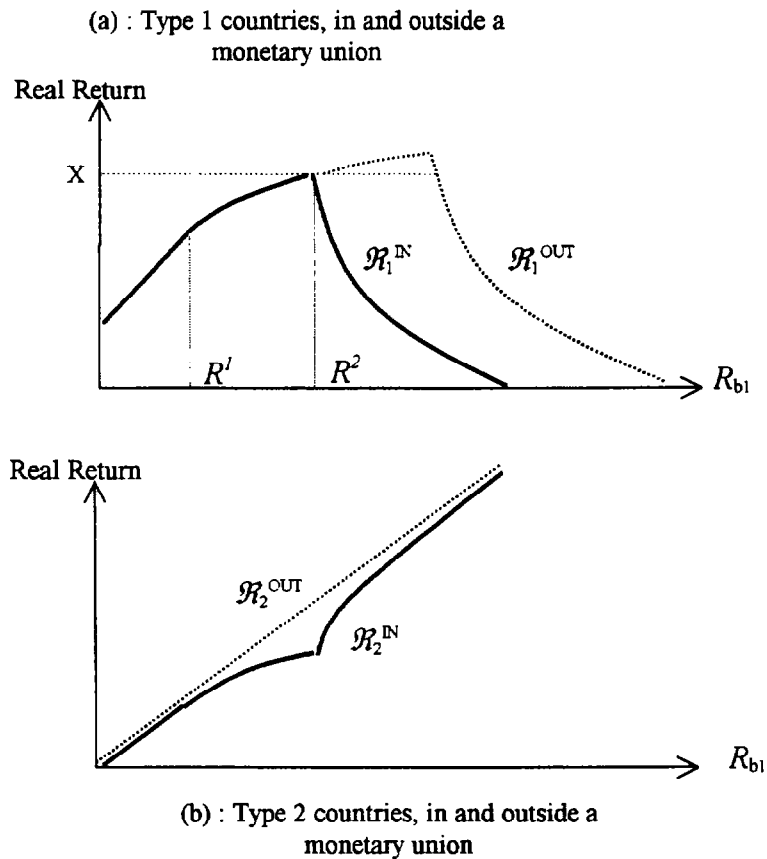 (a) : Type 1 countries, in and outside a
monetary union
Real Return
X
ℛ₁ᴵᴺ
ℛ₁ᴼᵁᵀ
R¹
R²
R_b1
Real Return
ℛ₂ᴼᵁᵀ
ℛ₂ᴵᴺ
R_b1
(b) : Type 2 countries, in and outside a
monetary union